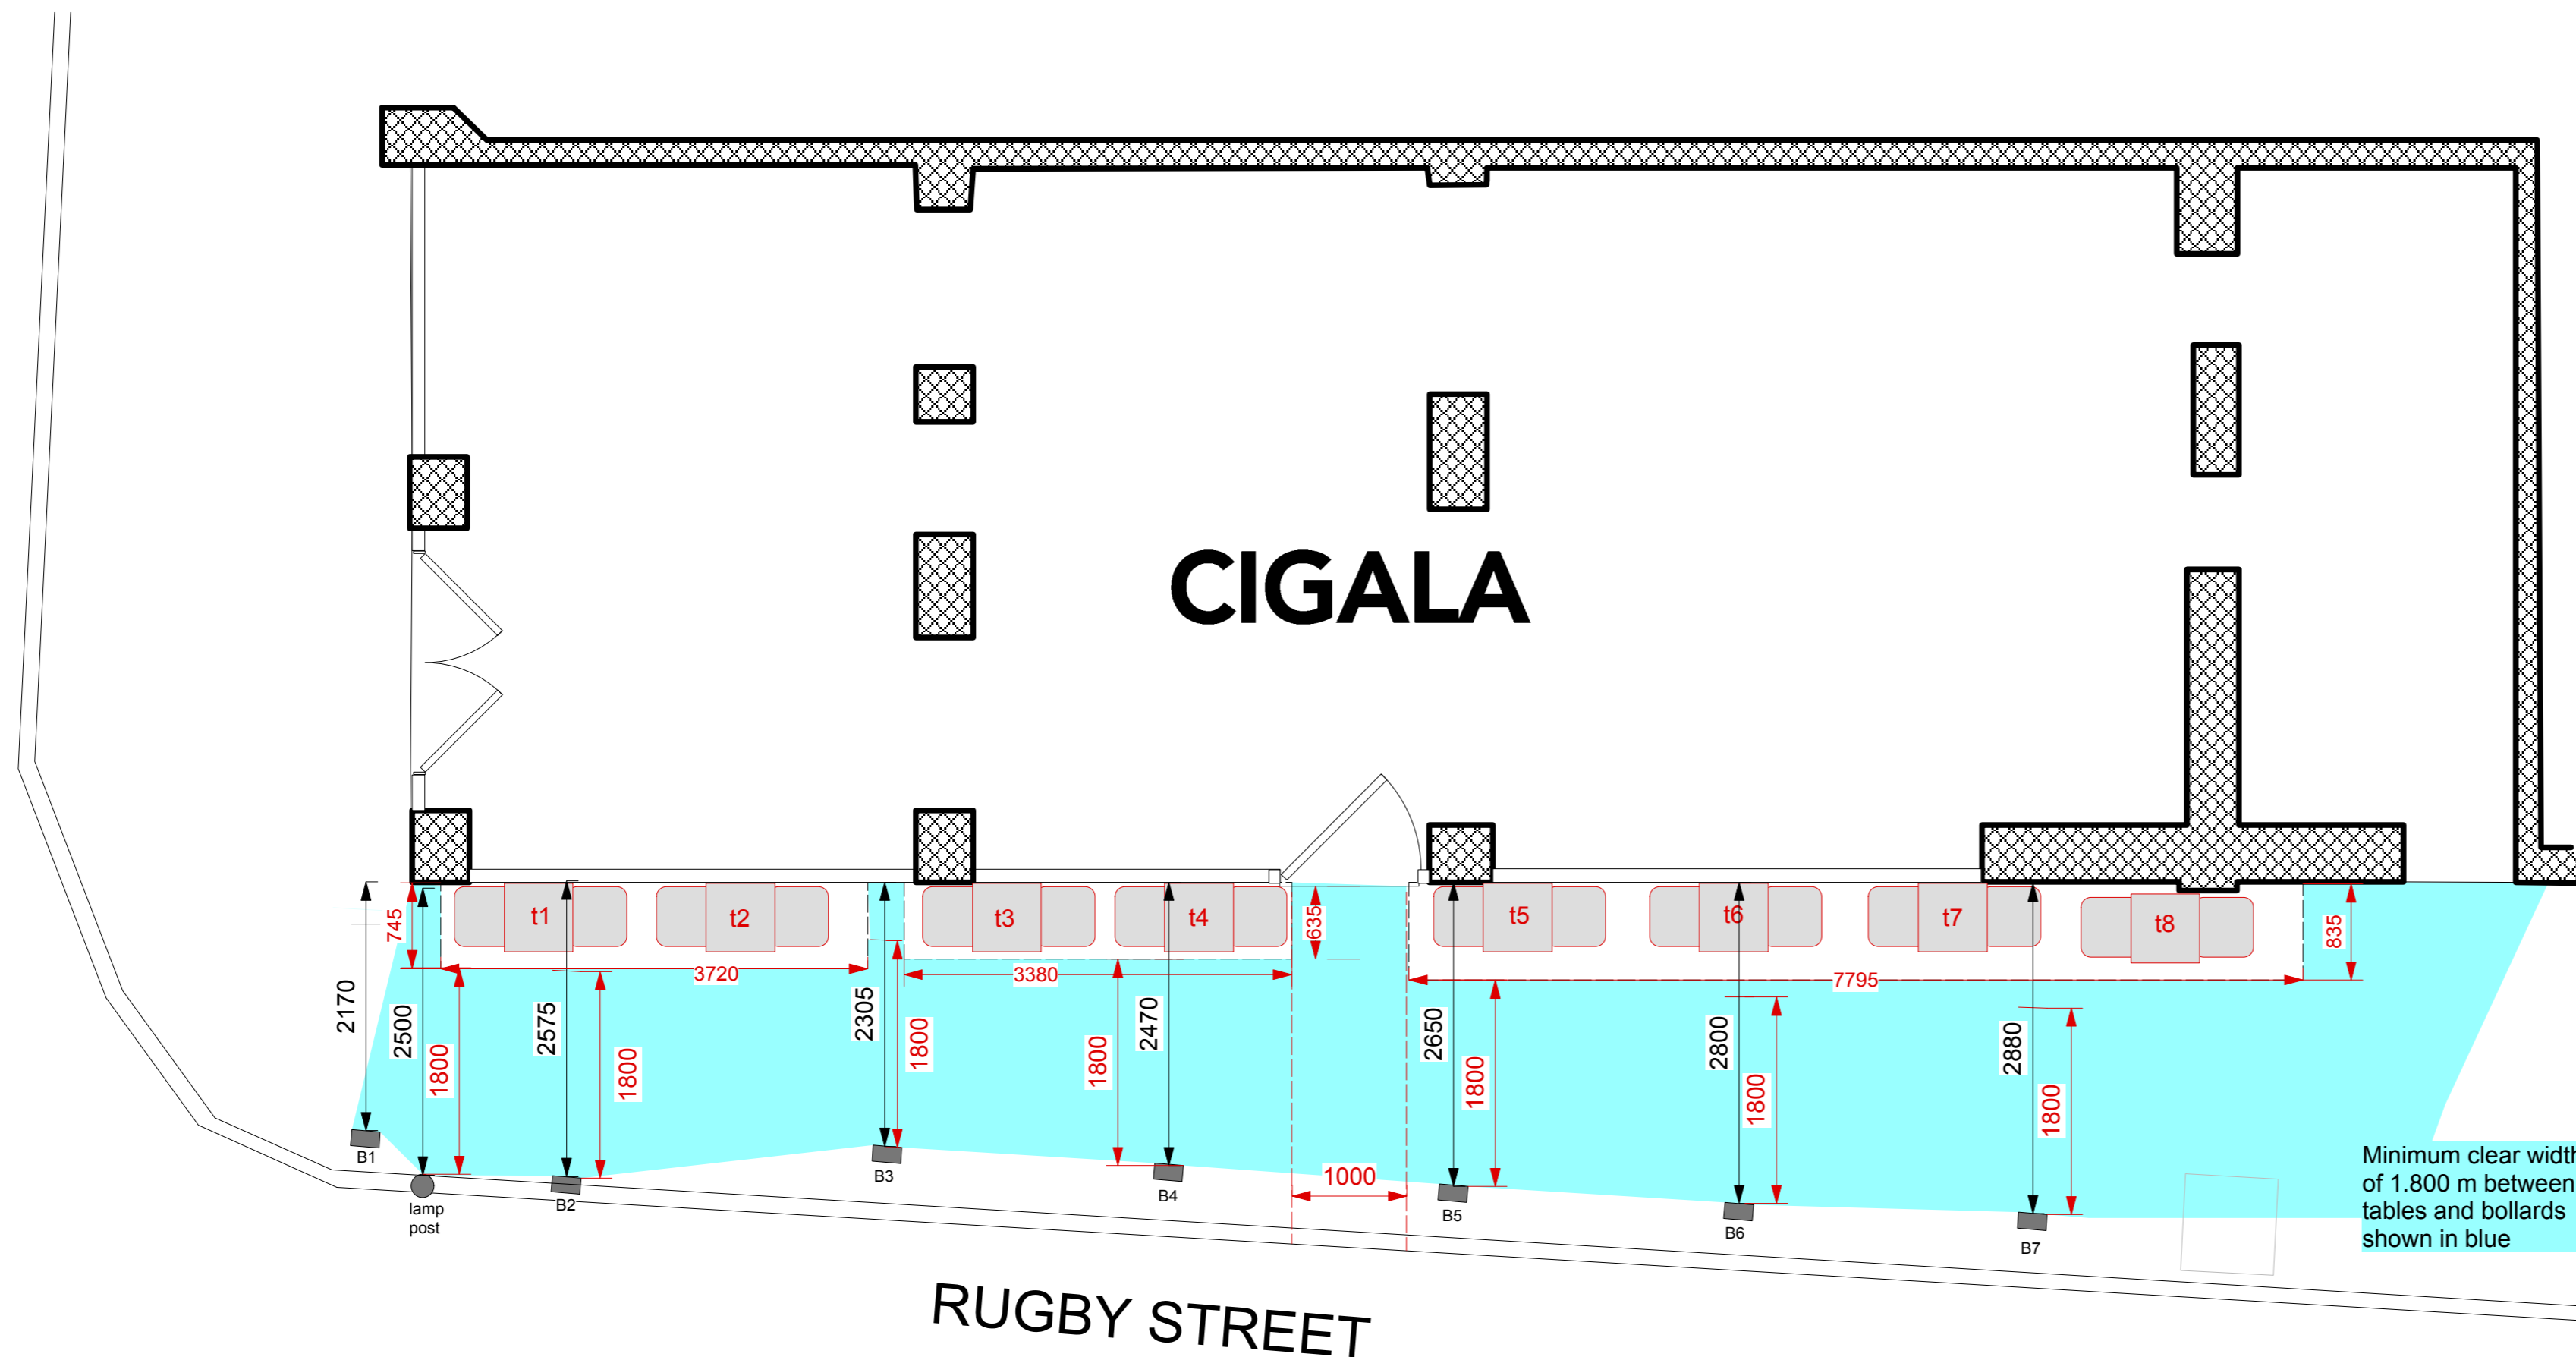 CIGALA
t1
t2
t3
t4
t5
t6
t7
t8
745
3720
635
3380
7795
835
2170
2500
1800
2575
1800
2305
1800
1800
2470
2650
1800
2800
1800
2880
1800
1000
B1
lamp
post
B2
B3
B4
B5
B6
B7
Minimum clear width
of 1.800 m between
tables and bollards
shown in blue
RUGBY STREET